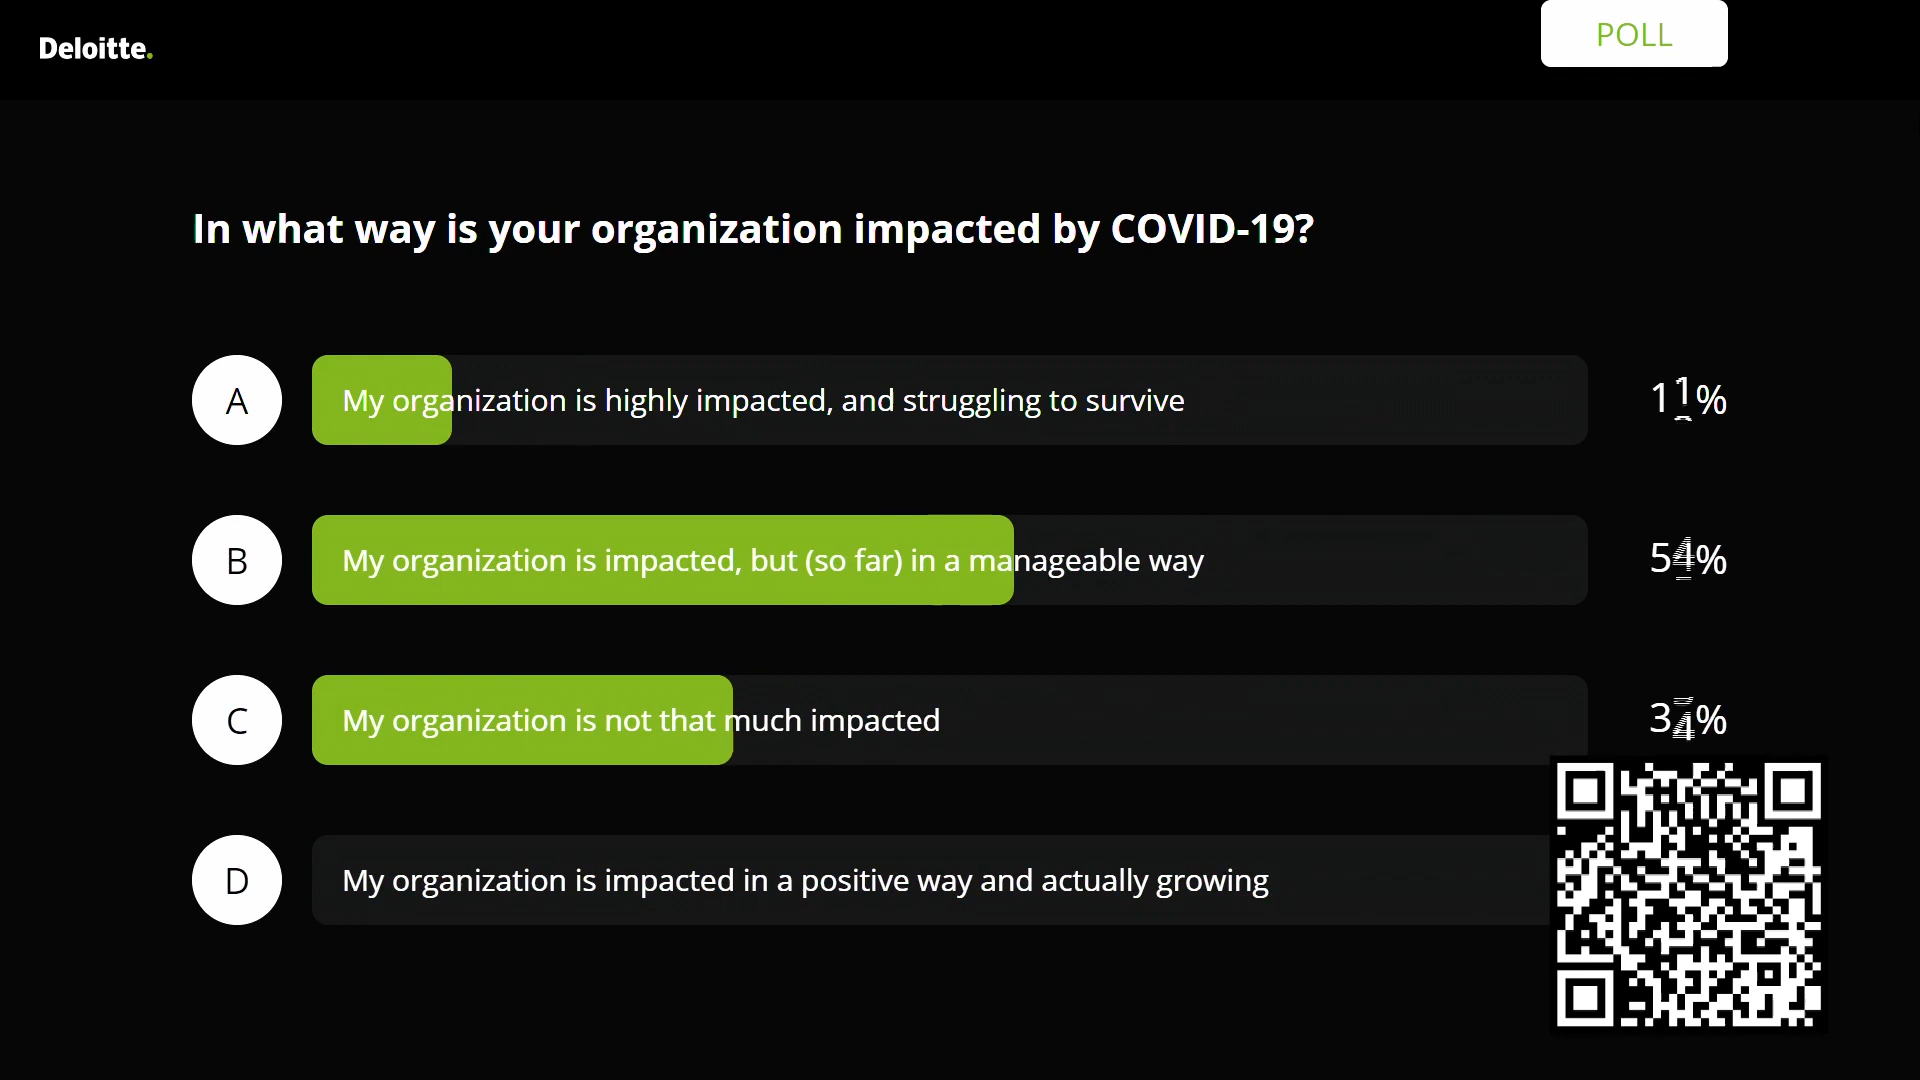 Deloitte.
POLL
In what way is your organization impacted by COVID-19?
A
My organization is highly impacted, and struggling to survive
11%
B
My organization is impacted, but (so far) in a manageable way
C
My organization is not that much impacted
D
My organization is impacted in a positive way and actually growing